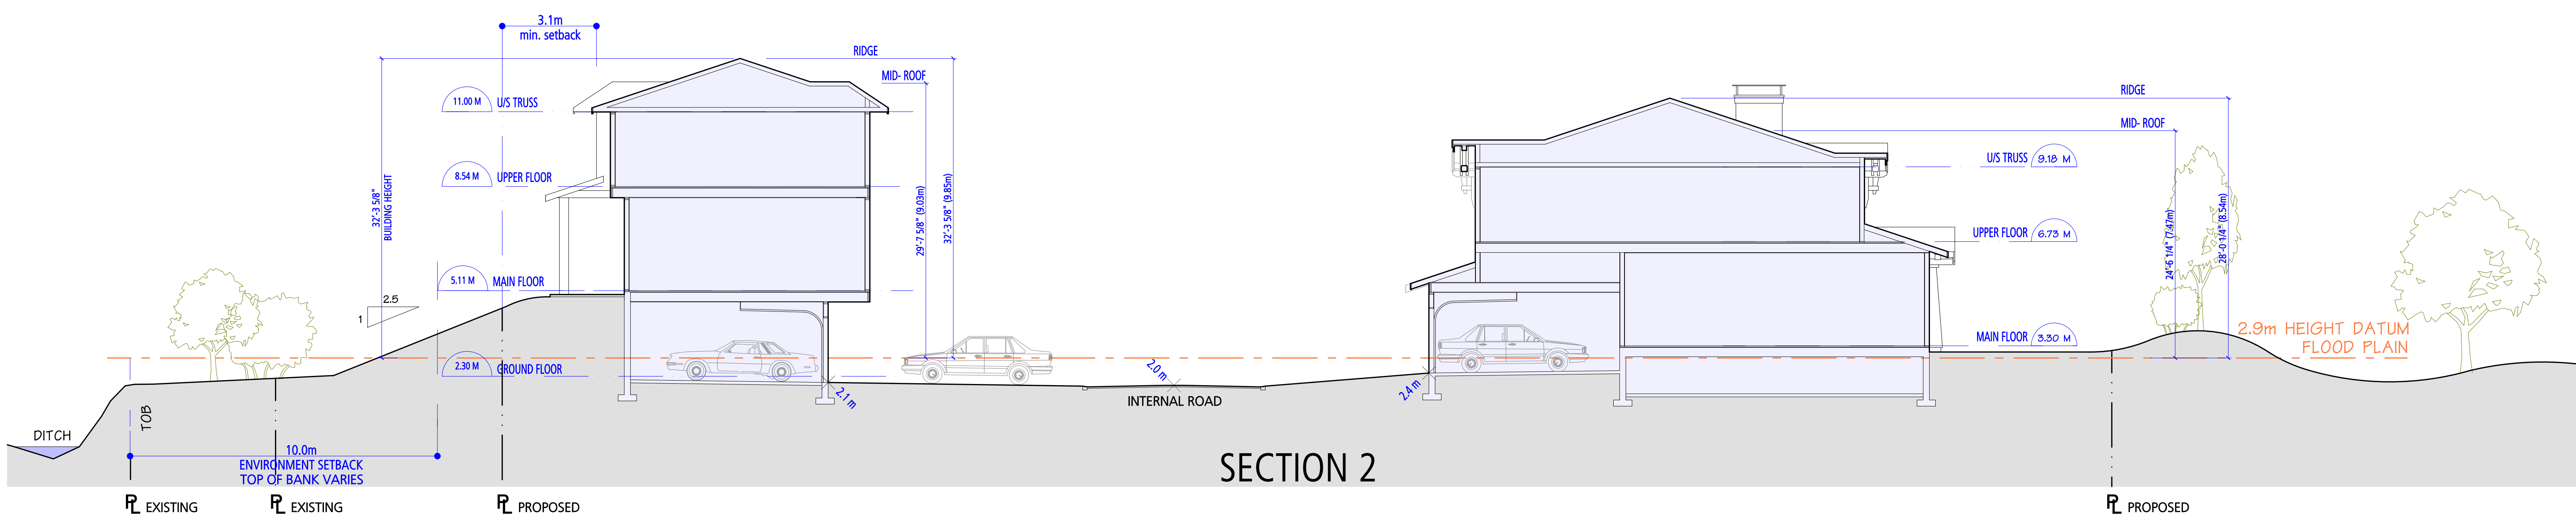 3.1m
min. setback
RIDGE
MID- ROOF
11.00 M U/S TRUSS
8.54 M UPPER FLOOR
5.11 M MAIN FLOOR
2.30 M GROUND FLOOR
32'-3 5/8"
BUILDING HEIGHT
29'-7 5/8" (9.03m)
32'-3 5/8" (9.85m)
2.5
1
DITCH
TOB
10.0m
ENVIRONMENT SETBACK
TOP OF BANK VARIES
2.1 m
2.0 m
INTERNAL ROAD
2.4 m
RIDGE
MID- ROOF
U/S TRUSS 9.18 M
UPPER FLOOR 6.73 M
MAIN FLOOR 3.30 M
24'-6 1/4" (7.47m)
28'-0 1/4" (8.54m)
2.9m HEIGHT DATUM
FLOOD PLAIN
SECTION 2
PL EXISTING
PL EXISTING
PL PROPOSED
PL PROPOSED